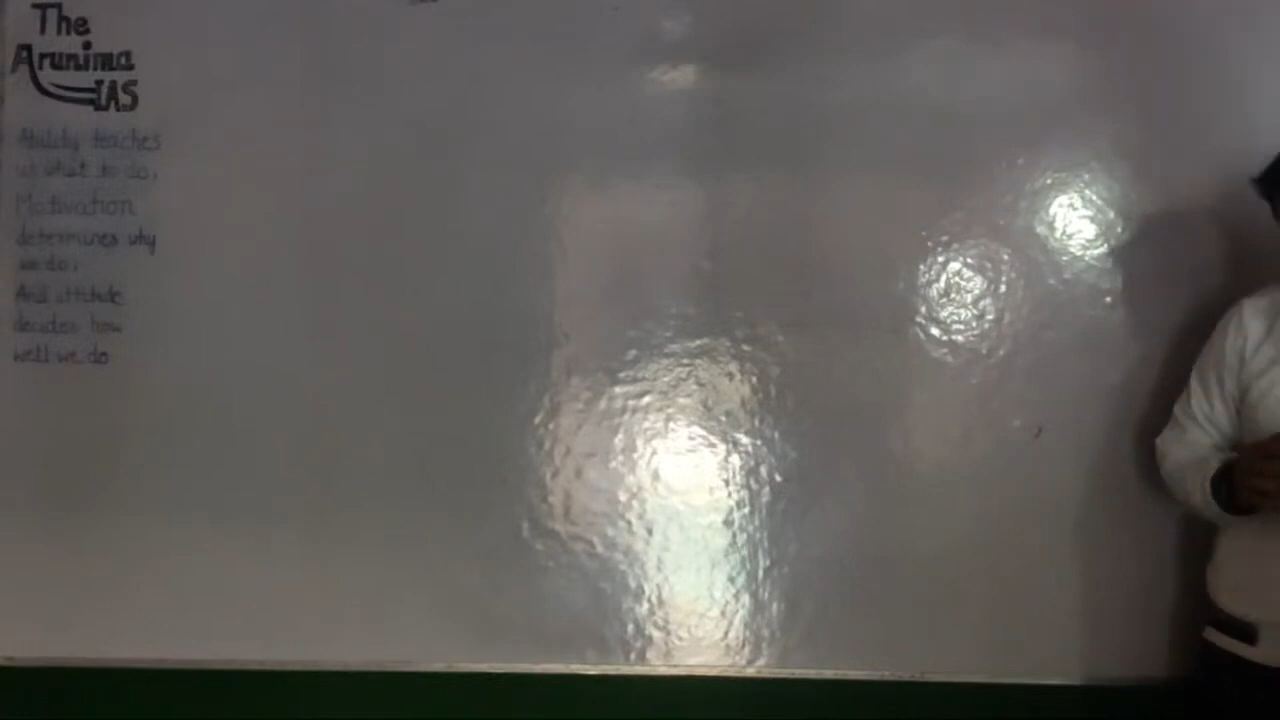 The
Arunima
IAS
Ability teaches
us what to do,
Motivation
determines why
we do,
And attitude
decides how
well we do